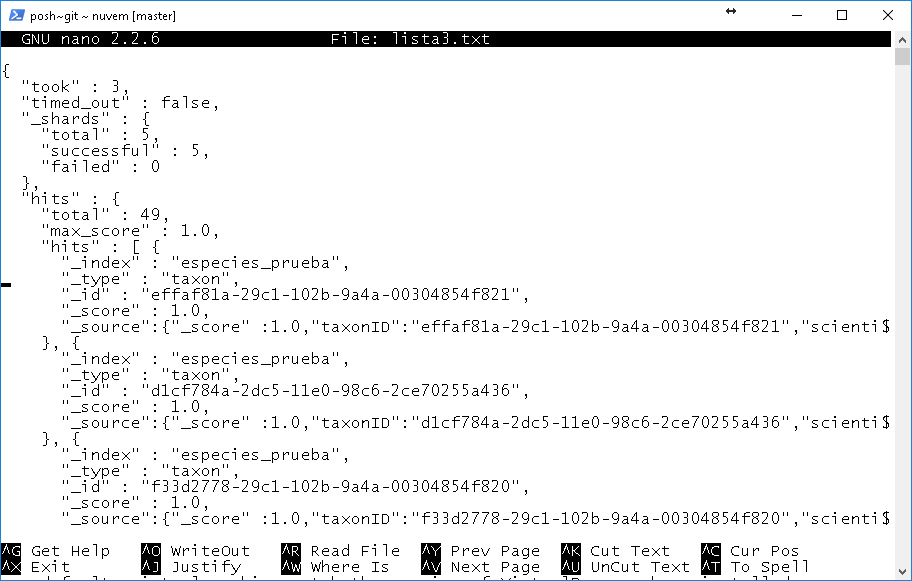 posh~git ~ nuvem [master]
GNU nano 2.2.6 File: lista3.txt
{
"took" : 3,
"timed_out" : false,
"_shards" : {
"total" : 5,
"successful" : 5,
"failed" : 0
},
"hits" : {
"total" : 49,
"max_score" : 1.0,
"hits" : [ {
"_index" : "especies_prueba",
"_type" : "taxon",
"_id" : "effaf81a-29c1-102b-9a4a-00304854f821",
"_score" : 1.0,
"_source":{"_score" :1.0,"taxonID":"effaf81a-29c1-102b-9a4a-00304854f821","scienti$
}, {
"_index" : "especies_prueba",
"_type" : "taxon",
"_id" : "d1cf784a-2dc5-11e0-98c6-2ce70255a436",
"_score" : 1.0,
"_source":{"_score" :1.0,"taxonID":"d1cf784a-2dc5-11e0-98c6-2ce70255a436","scienti$
}, {
"_index" : "especies_prueba",
"_type" : "taxon",
"_id" : "f33d2778-29c1-102b-9a4a-00304854f820",
"_score" : 1.0,
"_source":{"_score" :1.0,"taxonID":"f33d2778-29c1-102b-9a4a-00304854f820","scienti$
^G Get Help ^O WriteOut ^R Read File ^Y Prev Page ^K Cut Text ^C Cur Pos
^X Exit ^J Justify ^W Where Is ^V Next Page ^U UnCut Text ^T To Spell